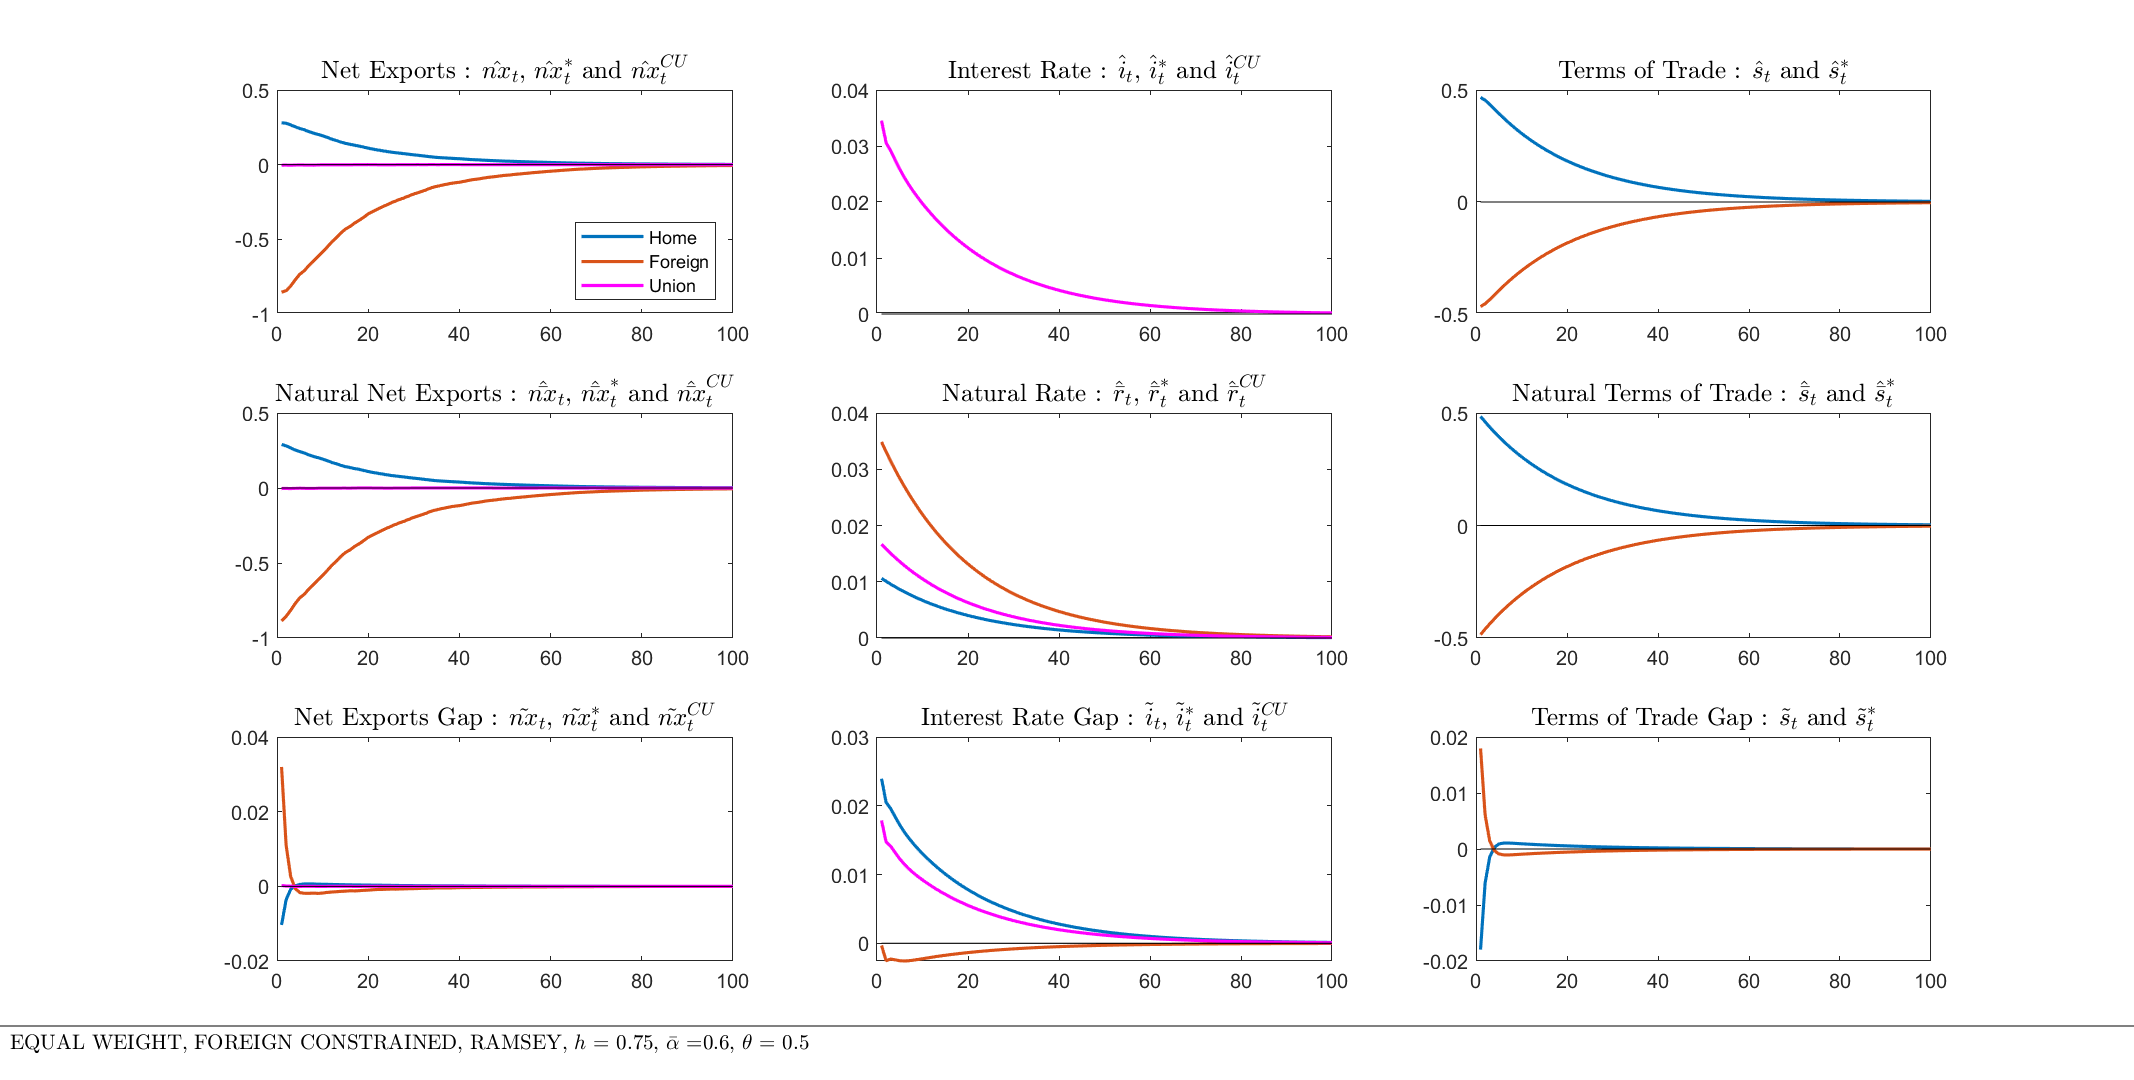 Net Exports : n̂x_t, n̂x*_t and n̂x^CU_t
0.5
0
-0.5
-1
0 20 40 60 80 100
Home
Foreign
Union
Interest Rate : î_t, î*_t and î^CU_t
0.04
0.03
0.02
0.01
0
0 20 40 60 80 100
Terms of Trade : ŝ_t and ŝ*_t
0.5
0
-0.5
0 20 40 60 80 100
Natural Net Exports : n̄̂x_t, n̄̂x*_t and n̄̂x^CU_t
0.5
0
-0.5
-1
0 20 40 60 80 100
Natural Rate : r̄̂_t, r̄̂*_t and r̄̂^CU_t
0.04
0.03
0.02
0.01
0
0 20 40 60 80 100
Natural Terms of Trade : s̄̂_t and s̄̂*_t
0.5
0
-0.5
0 20 40 60 80 100
Net Exports Gap : ñx_t, ñx*_t and ñx^CU_t
0.04
0.02
0
-0.02
0 20 40 60 80 100
Interest Rate Gap : ĩ_t, ĩ*_t and ĩ^CU_t
0.03
0.02
0.01
0
0 20 40 60 80 100
Terms of Trade Gap : s̃_t and s̃*_t
0.02
0.01
0
-0.01
-0.02
0 20 40 60 80 100
EQUAL WEIGHT, FOREIGN CONSTRAINED, RAMSEY, h = 0.75, ᾱ =0.6, θ = 0.5